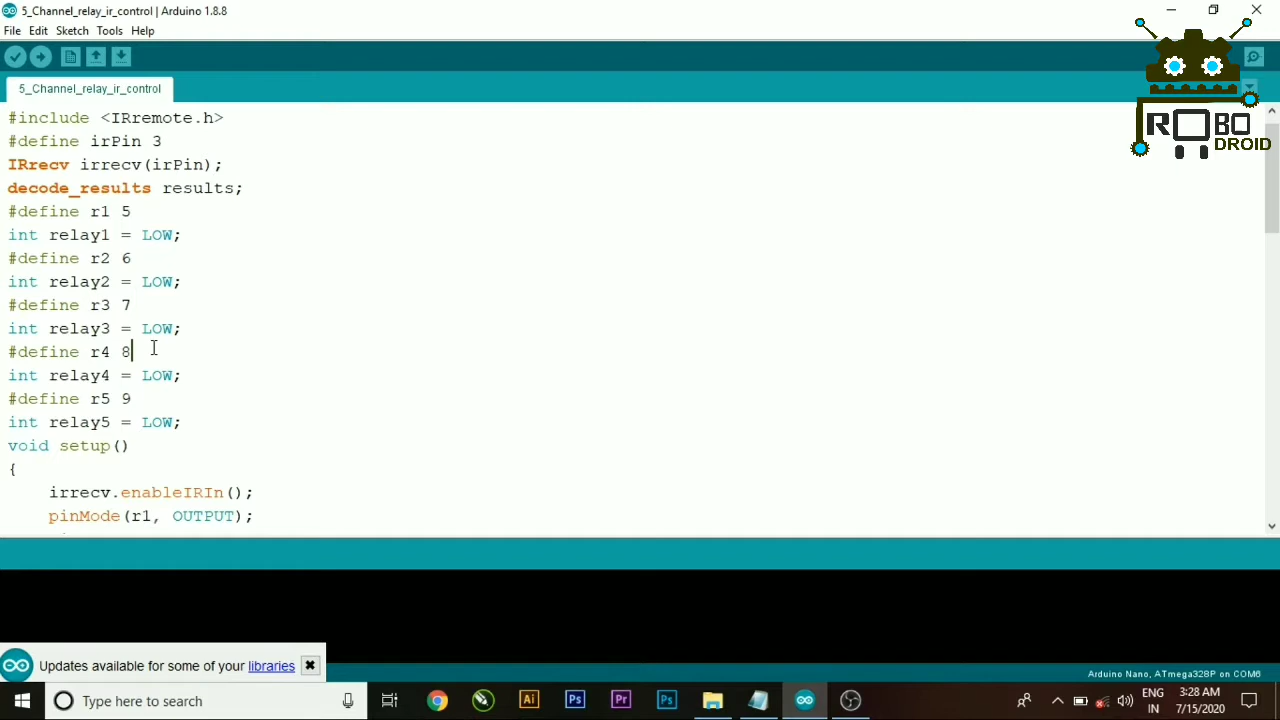 5_Channel_relay_ir_control | Arduino 1.8.8
File Edit Sketch Tools Help
5_Channel_relay_ir_control
ROBO
DROID
#include <IRremote.h>
#define irPin 3
IRrecv irrecv(irPin);
decode_results results;
#define r1 5
int relay1 = LOW;
#define r2 6
int relay2 = LOW;
#define r3 7
int relay3 = LOW;
#define r4 8
int relay4 = LOW;
#define r5 9
int relay5 = LOW;
void setup()
{
irrecv.enableIRIn();
pinMode(r1, OUTPUT);
Updates available for some of your libraries
Arduino Nano, ATmega328P on COM6
Type here to search
Ai
Ps
Pr
Ps
ENG
IN
3:28 AM
7/15/2020